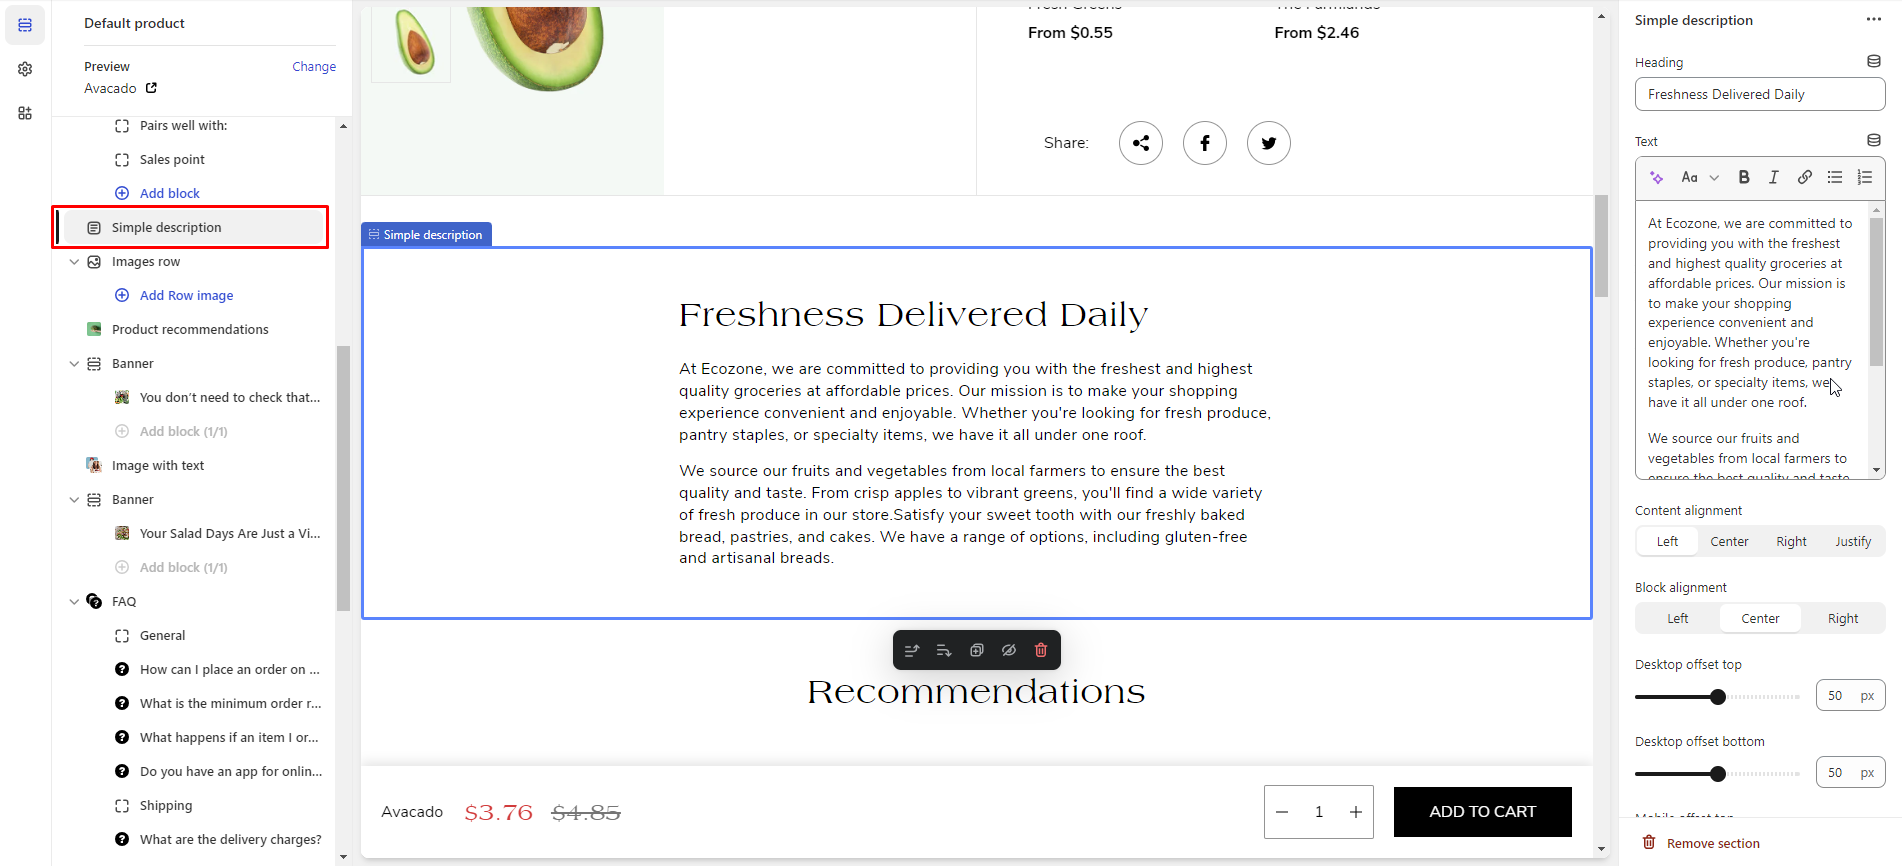 Default product
Preview
Change
Avacado
Pairs well with:
Sales point
Add block
Simple description
Images row
Add Row image
Product recommendations
Banner
You don't need to check that...
Add block (1/1)
Image with text
Banner
Your Salad Days Are Just a Vi...
Add block (1/1)
FAQ
General
How can I place an order on ...
What is the minimum order r...
What happens if an item I or...
Do you have an app for onlin...
Shipping
What are the delivery charges?
Fresh Greens
The Farmlands
From $0.55
From $2.46
Share:
Simple description
Freshness Delivered Daily
At Ecozone, we are committed to providing you with the freshest and highest
quality groceries at affordable prices. Our mission is to make your shopping
experience convenient and enjoyable. Whether you're looking for fresh produce,
pantry staples, or specialty items, we have it all under one roof.
We source our fruits and vegetables from local farmers to ensure the best
quality and taste. From crisp apples to vibrant greens, you'll find a wide variety
of fresh produce in our store.Satisfy your sweet tooth with our freshly baked
bread, pastries, and cakes. We have a range of options, including gluten-free
and artisanal breads.
Recommendations
Avacado $3.76 $4.85
1
ADD TO CART
Simple description
Heading
Freshness Delivered Daily
Text
Aa B I
At Ecozone, we are committed to
providing you with the freshest
and highest quality groceries at
affordable prices. Our mission is
to make your shopping
experience convenient and
enjoyable. Whether you're
looking for fresh produce, pantry
staples, or specialty items, we
have it all under one roof.
We source our fruits and
vegetables from local farmers to
ensure the best quality and taste
Content alignment
Left Center Right Justify
Block alignment
Left Center Right
Desktop offset top
50 px
Desktop offset bottom
50 px
Mobile offset top
Remove section